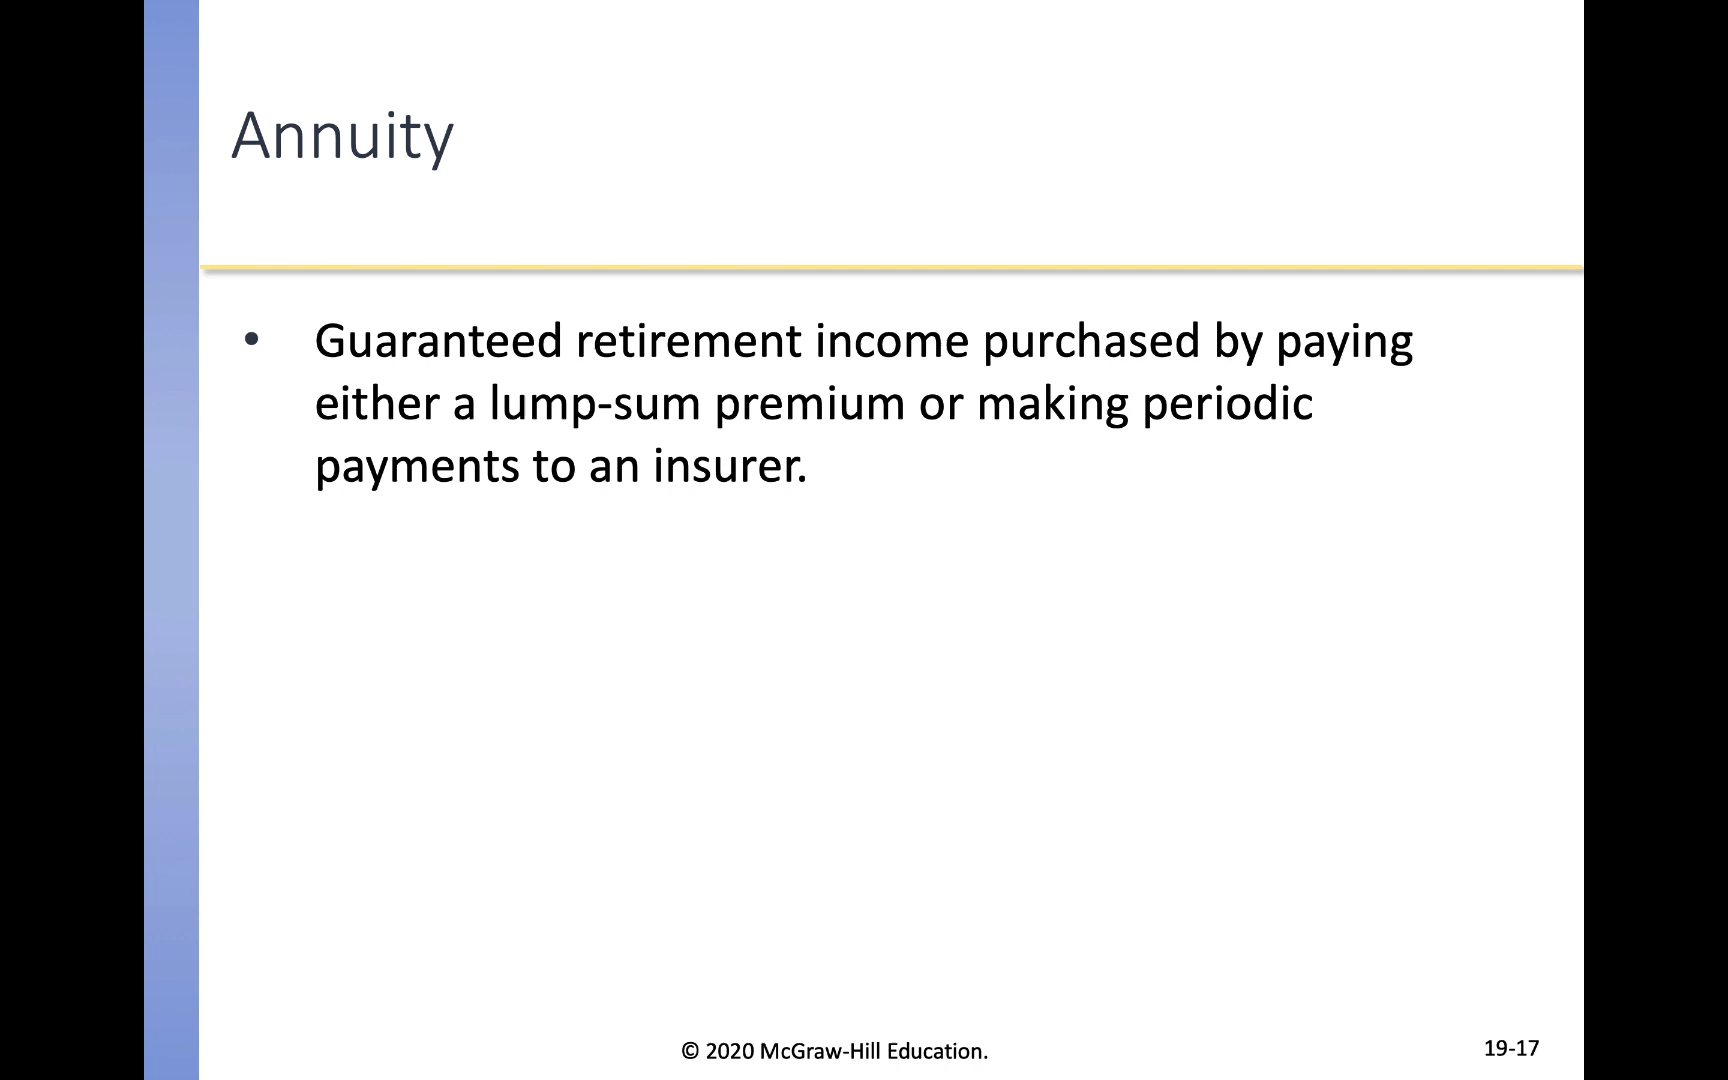 Annuity
• Guaranteed retirement income purchased by paying
either a lump-sum premium or making periodic
payments to an insurer.
© 2020 McGraw-Hill Education.
19-17